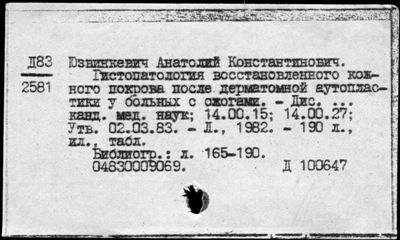 Д83 Юзвинкевич Анатолий Константинович.
Гистопатология восстановленного кож-
2581 ного покрова после дерматомной аутоплас-
тики у больных с ожогами. - Дис. ...
канд. мед. наук; 14.00.15; 14.00.27;
Утв. 02.03.83. - Л., 1982. - 190 л.,
ил., табл.
Библиогр.: л. 165-190.
04830009069. Д 100647